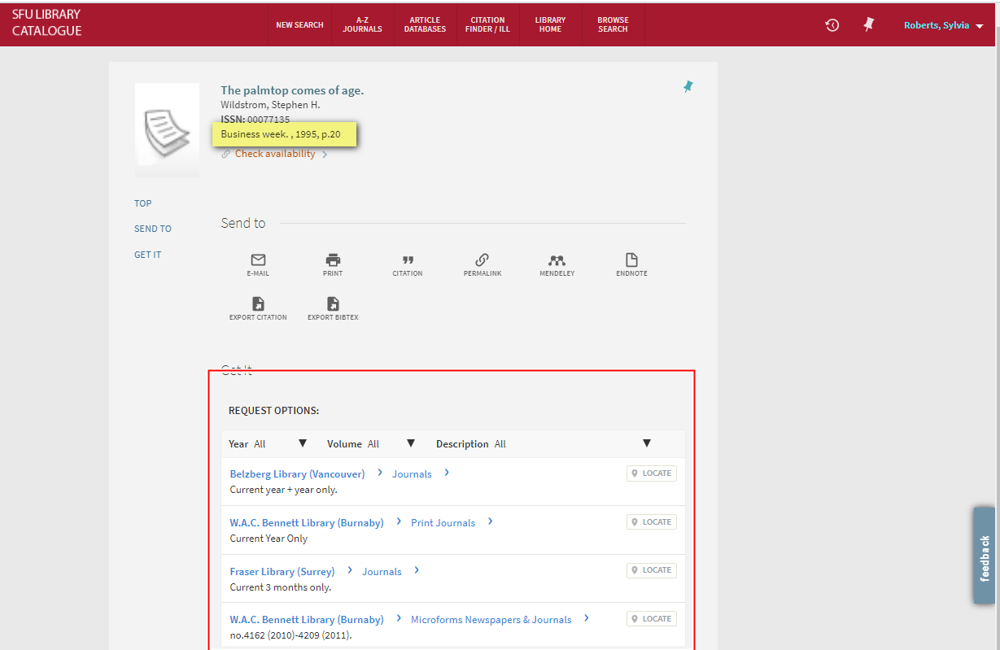 SFU LIBRARY
CATALOGUE
NEW SEARCH
A-Z
JOURNALS
ARTICLE
DATABASES
CITATION
FINDER / ILL
LIBRARY
HOME
BROWSE
SEARCH
Roberts, Sylvia
The palmtop comes of age.
Wildstrom, Stephen H.
ISSN: 00077135
Business week. , 1995, p.20
Check availability
TOP
SEND TO
GET IT
Send to
E-MAIL
PRINT
CITATION
PERMALINK
MENDELEY
ENDNOTE
EXPORT CITATION
EXPORT BIBTEX
Get It
REQUEST OPTIONS:
Year All Volume All Description All
Belzberg Library (Vancouver) Journals LOCATE
Current year + year only.
W.A.C. Bennett Library (Burnaby) Print Journals LOCATE
Current Year Only
Fraser Library (Surrey) Journals LOCATE
Current 3 months only.
W.A.C. Bennett Library (Burnaby) Microforms Newspapers & Journals LOCATE
no.4162 (2010)-4209 (2011).
feedback